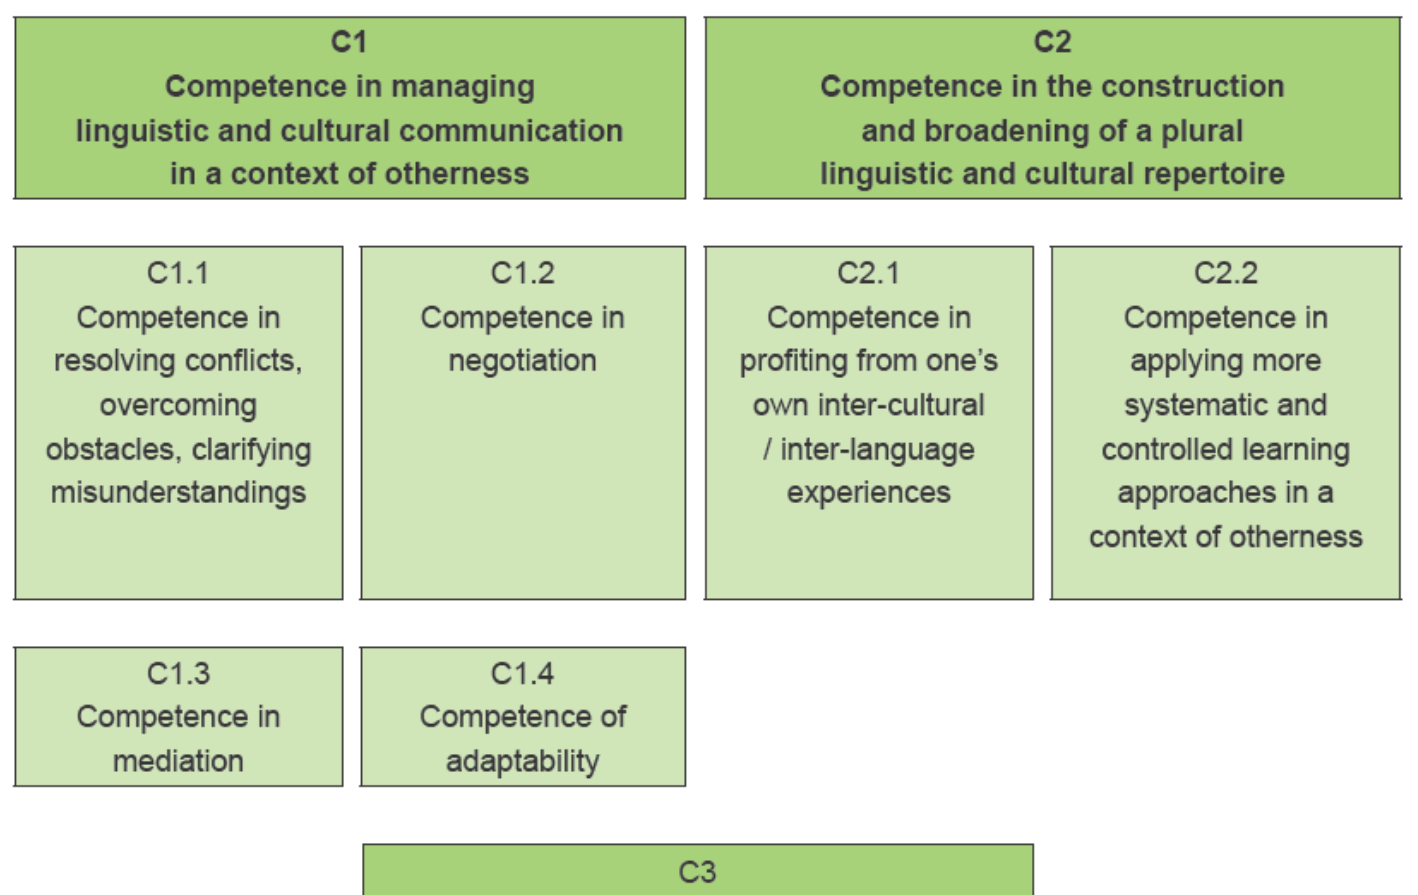 C1
Competence in managing
linguistic and cultural communication
in a context of otherness
C2
Competence in the construction
and broadening of a plural
linguistic and cultural repertoire
C1.1
Competence in
resolving conflicts,
overcoming
obstacles, clarifying
misunderstandings
C1.2
Competence in
negotiation
C2.1
Competence in
profiting from one’s
own inter-cultural
/ inter-language
experiences
C2.2
Competence in
applying more
systematic and
controlled learning
approaches in a
context of otherness
C1.3
Competence in
mediation
C1.4
Competence of
adaptability
C3